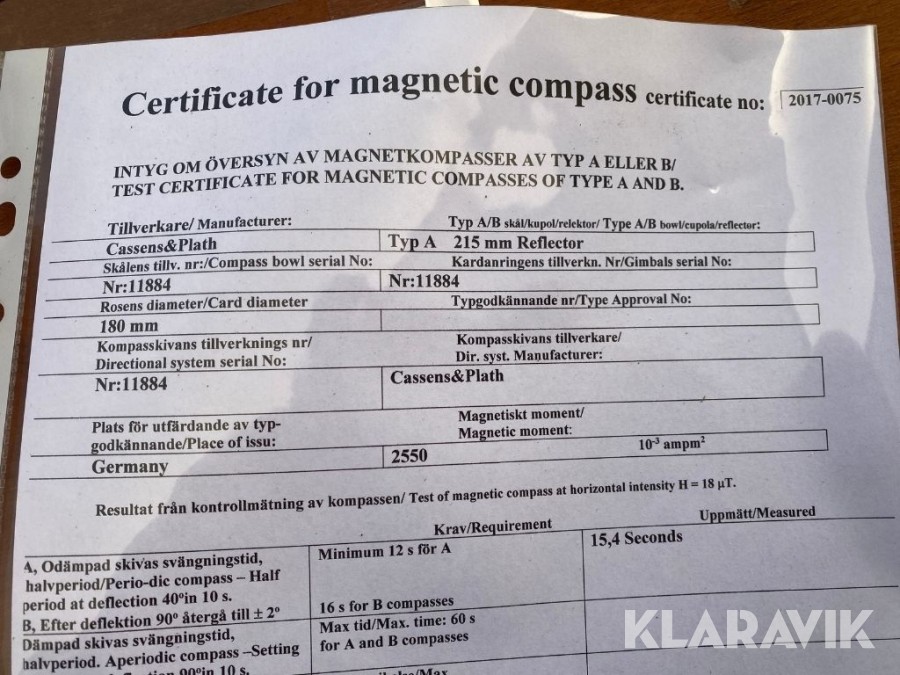 Certificate for magnetic compass certificate no: 2017-0075
INTYG OM ÖVERSYN AV MAGNETKOMPASSER AV TYP A ELLER B/
TEST CERTIFICATE FOR MAGNETIC COMPASSES OF TYPE A AND B.
Tillverkare/ Manufacturer: Typ A/B skål/kupol/relektor/ Type A/B bowl/cupola/reflector:
Cassens&Plath Typ A 215 mm Reflector
Skålens tillv. nr:/Compass bowl serial No: Kardanringens tillverkn. Nr/Gimbals serial No:
Nr:11884 Nr:11884
Rosens diameter/Card diameter Typgodkännande nr/Type Approval No:
180 mm
Kompasskivans tillverknings nr/ Kompasskivans tillverkare/
Directional system serial No: Dir. syst. Manufacturer:
Nr:11884 Cassens&Plath
Plats för utfärdande av typ- Magnetiskt moment/
godkännande/Place of issu: Magnetic moment:
Germany 2550 10⁻³ ampm²
Resultat från kontrollmätning av kompassen/ Test of magnetic compass at horizontal intensity H = 18 µT.
Krav/Requirement Uppmätt/Measured
A, Odämpad skivas svängningstid, Minimum 12 s för A 15,4 Seconds
halvperiod/Perio-dic compass – Half
period at deflection 40°in 10 s. 16 s for B compasses
B, Efter deflektion 90° återgå till ± 2° Max tid/Max. time: 60 s
Dämpad skivas svängningstid, for A and B compasses
halvperiod. Aperiodic compass –Setting
90°in 10 s.
KLARAVIK